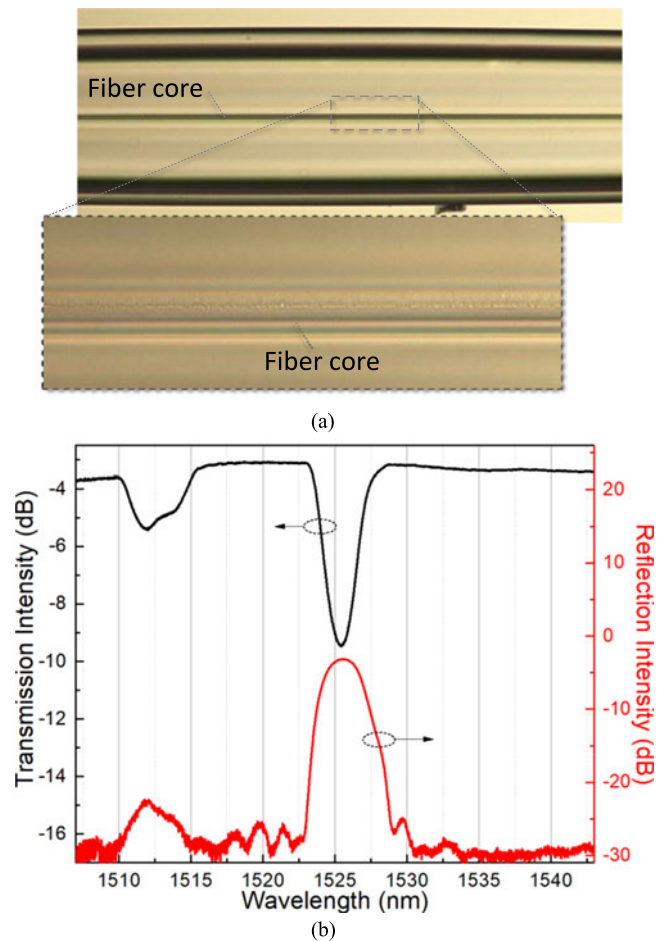 Fiber core
Fiber core
(a)
Transmission Intensity (dB)
-4
-6
-8
-10
-12
-14
-16
20
10
0
-10
-20
-30
Reflection Intensity (dB)
1510 1515 1520 1525 1530 1535 1540
Wavelength (nm)
(b)